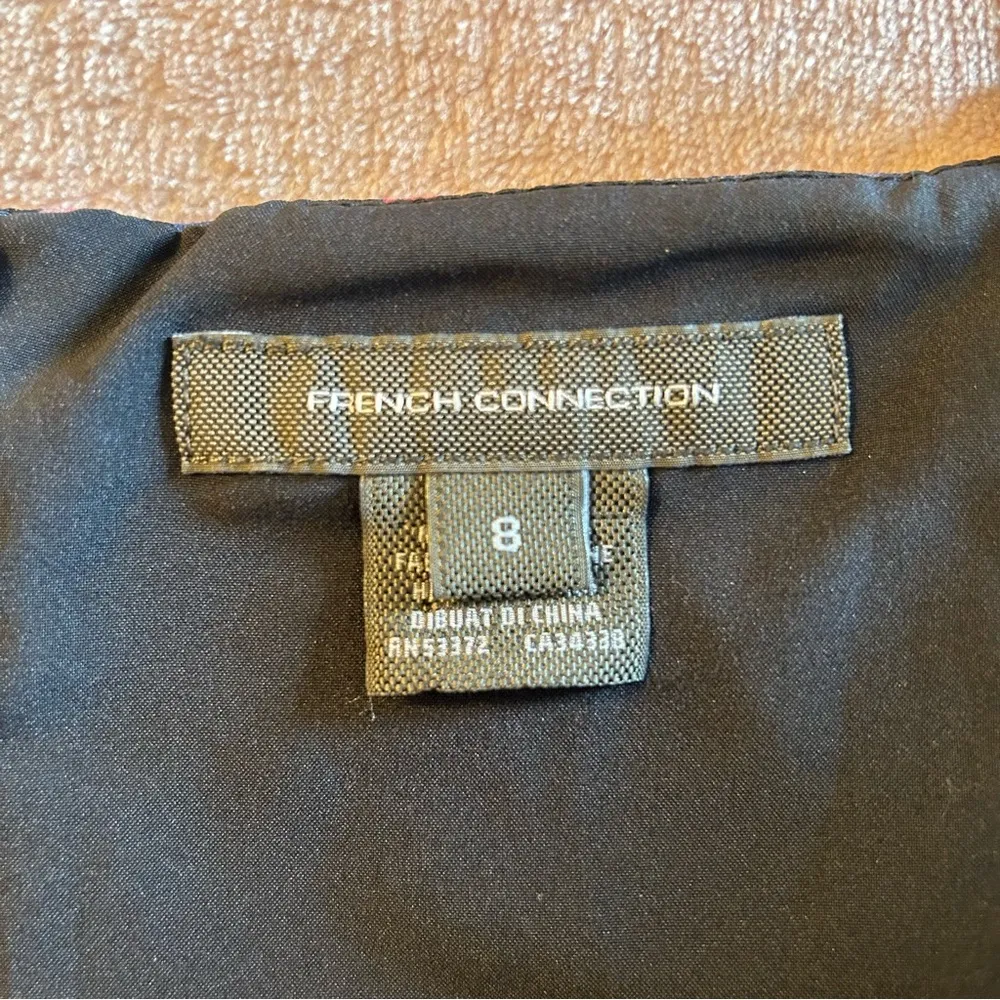 FRENCH CONNECTION
8
DIBUAT DI CHINA
RN53372 CA34338